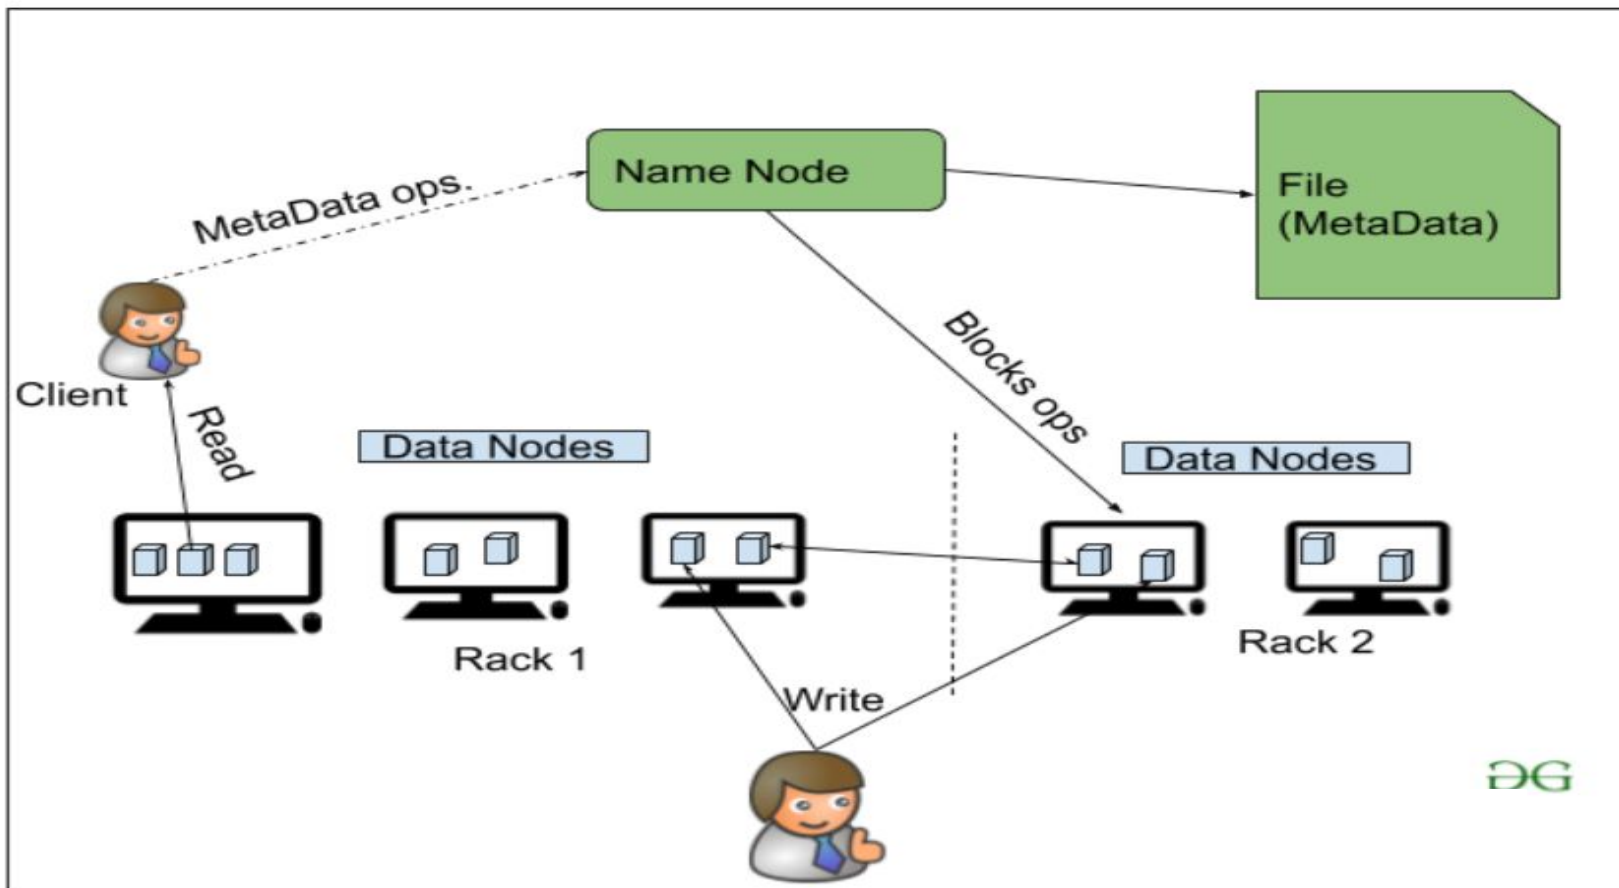 Name Node
File
(MetaData)
MetaData ops.
Client
Read
Blocks ops
Data Nodes
Data Nodes
Rack 1
Rack 2
Write